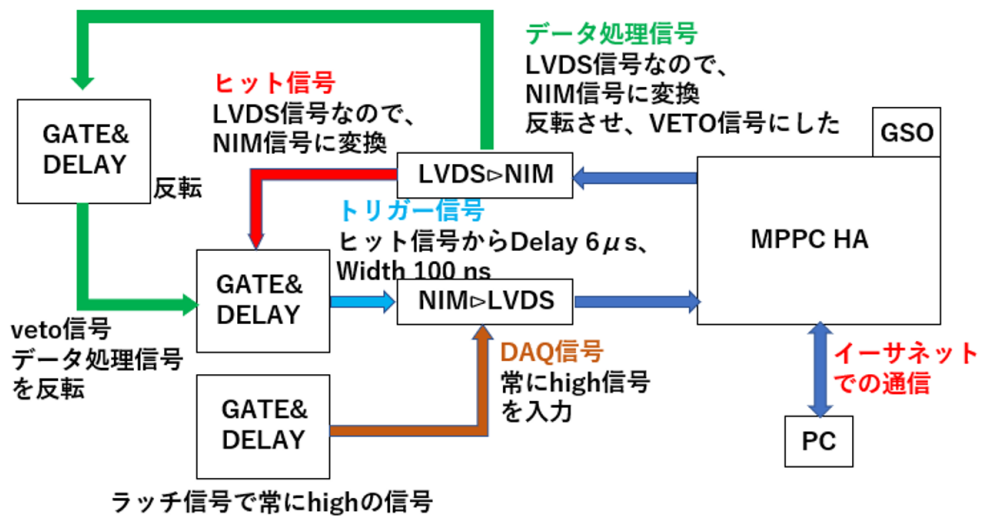 データ処理信号
LVDS信号なので、
NIM信号に変換
反転させ、VETO信号にした
ヒット信号
LVDS信号なので、
NIM信号に変換
GATE&
DELAY
反転
GSO
LVDS▷NIM
MPPC HA
トリガー信号
ヒット信号からDelay 6μs、
Width 100 ns
GATE&
DELAY
NIM▷LVDS
veto信号
データ処理信号
を反転
DAQ信号
常にhigh信号
を入力
イーサネット
での通信
GATE&
DELAY
PC
ラッチ信号で常にhighの信号